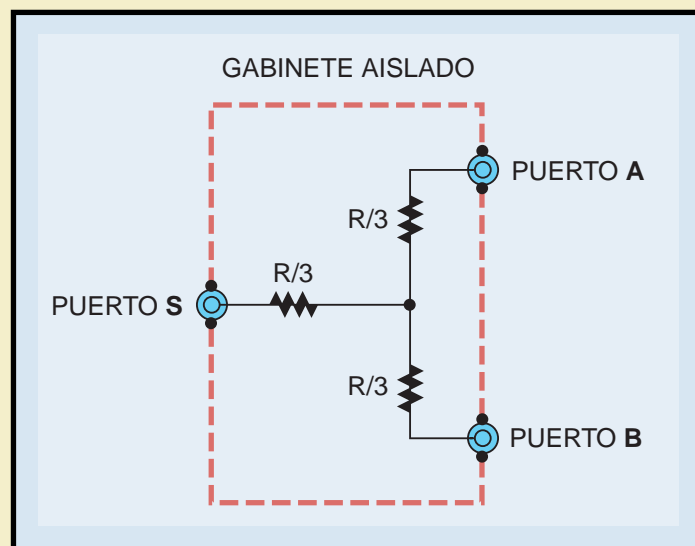 GABINETE AISLADO
PUERTO A
R/3
R/3
PUERTO S
R/3
PUERTO B